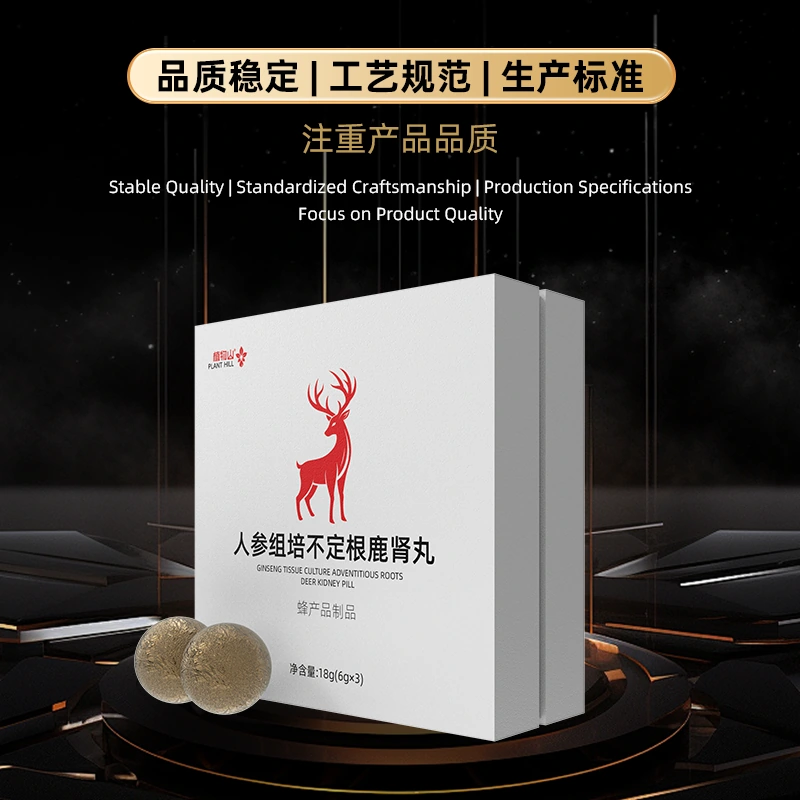 品质稳定 | 工艺规范 | 生产标准
注重产品品质
Stable Quality | Standardized Craftsmanship | Production Specifications
Focus on Product Quality
植物山
PLANT HILL
人参组培不定根鹿肾丸
GINSENG TISSUE CULTURE ADVENTITIOUS ROOTS
DEER KIDNEY PILL
蜂产品制品
净含量:18g(6g×3)